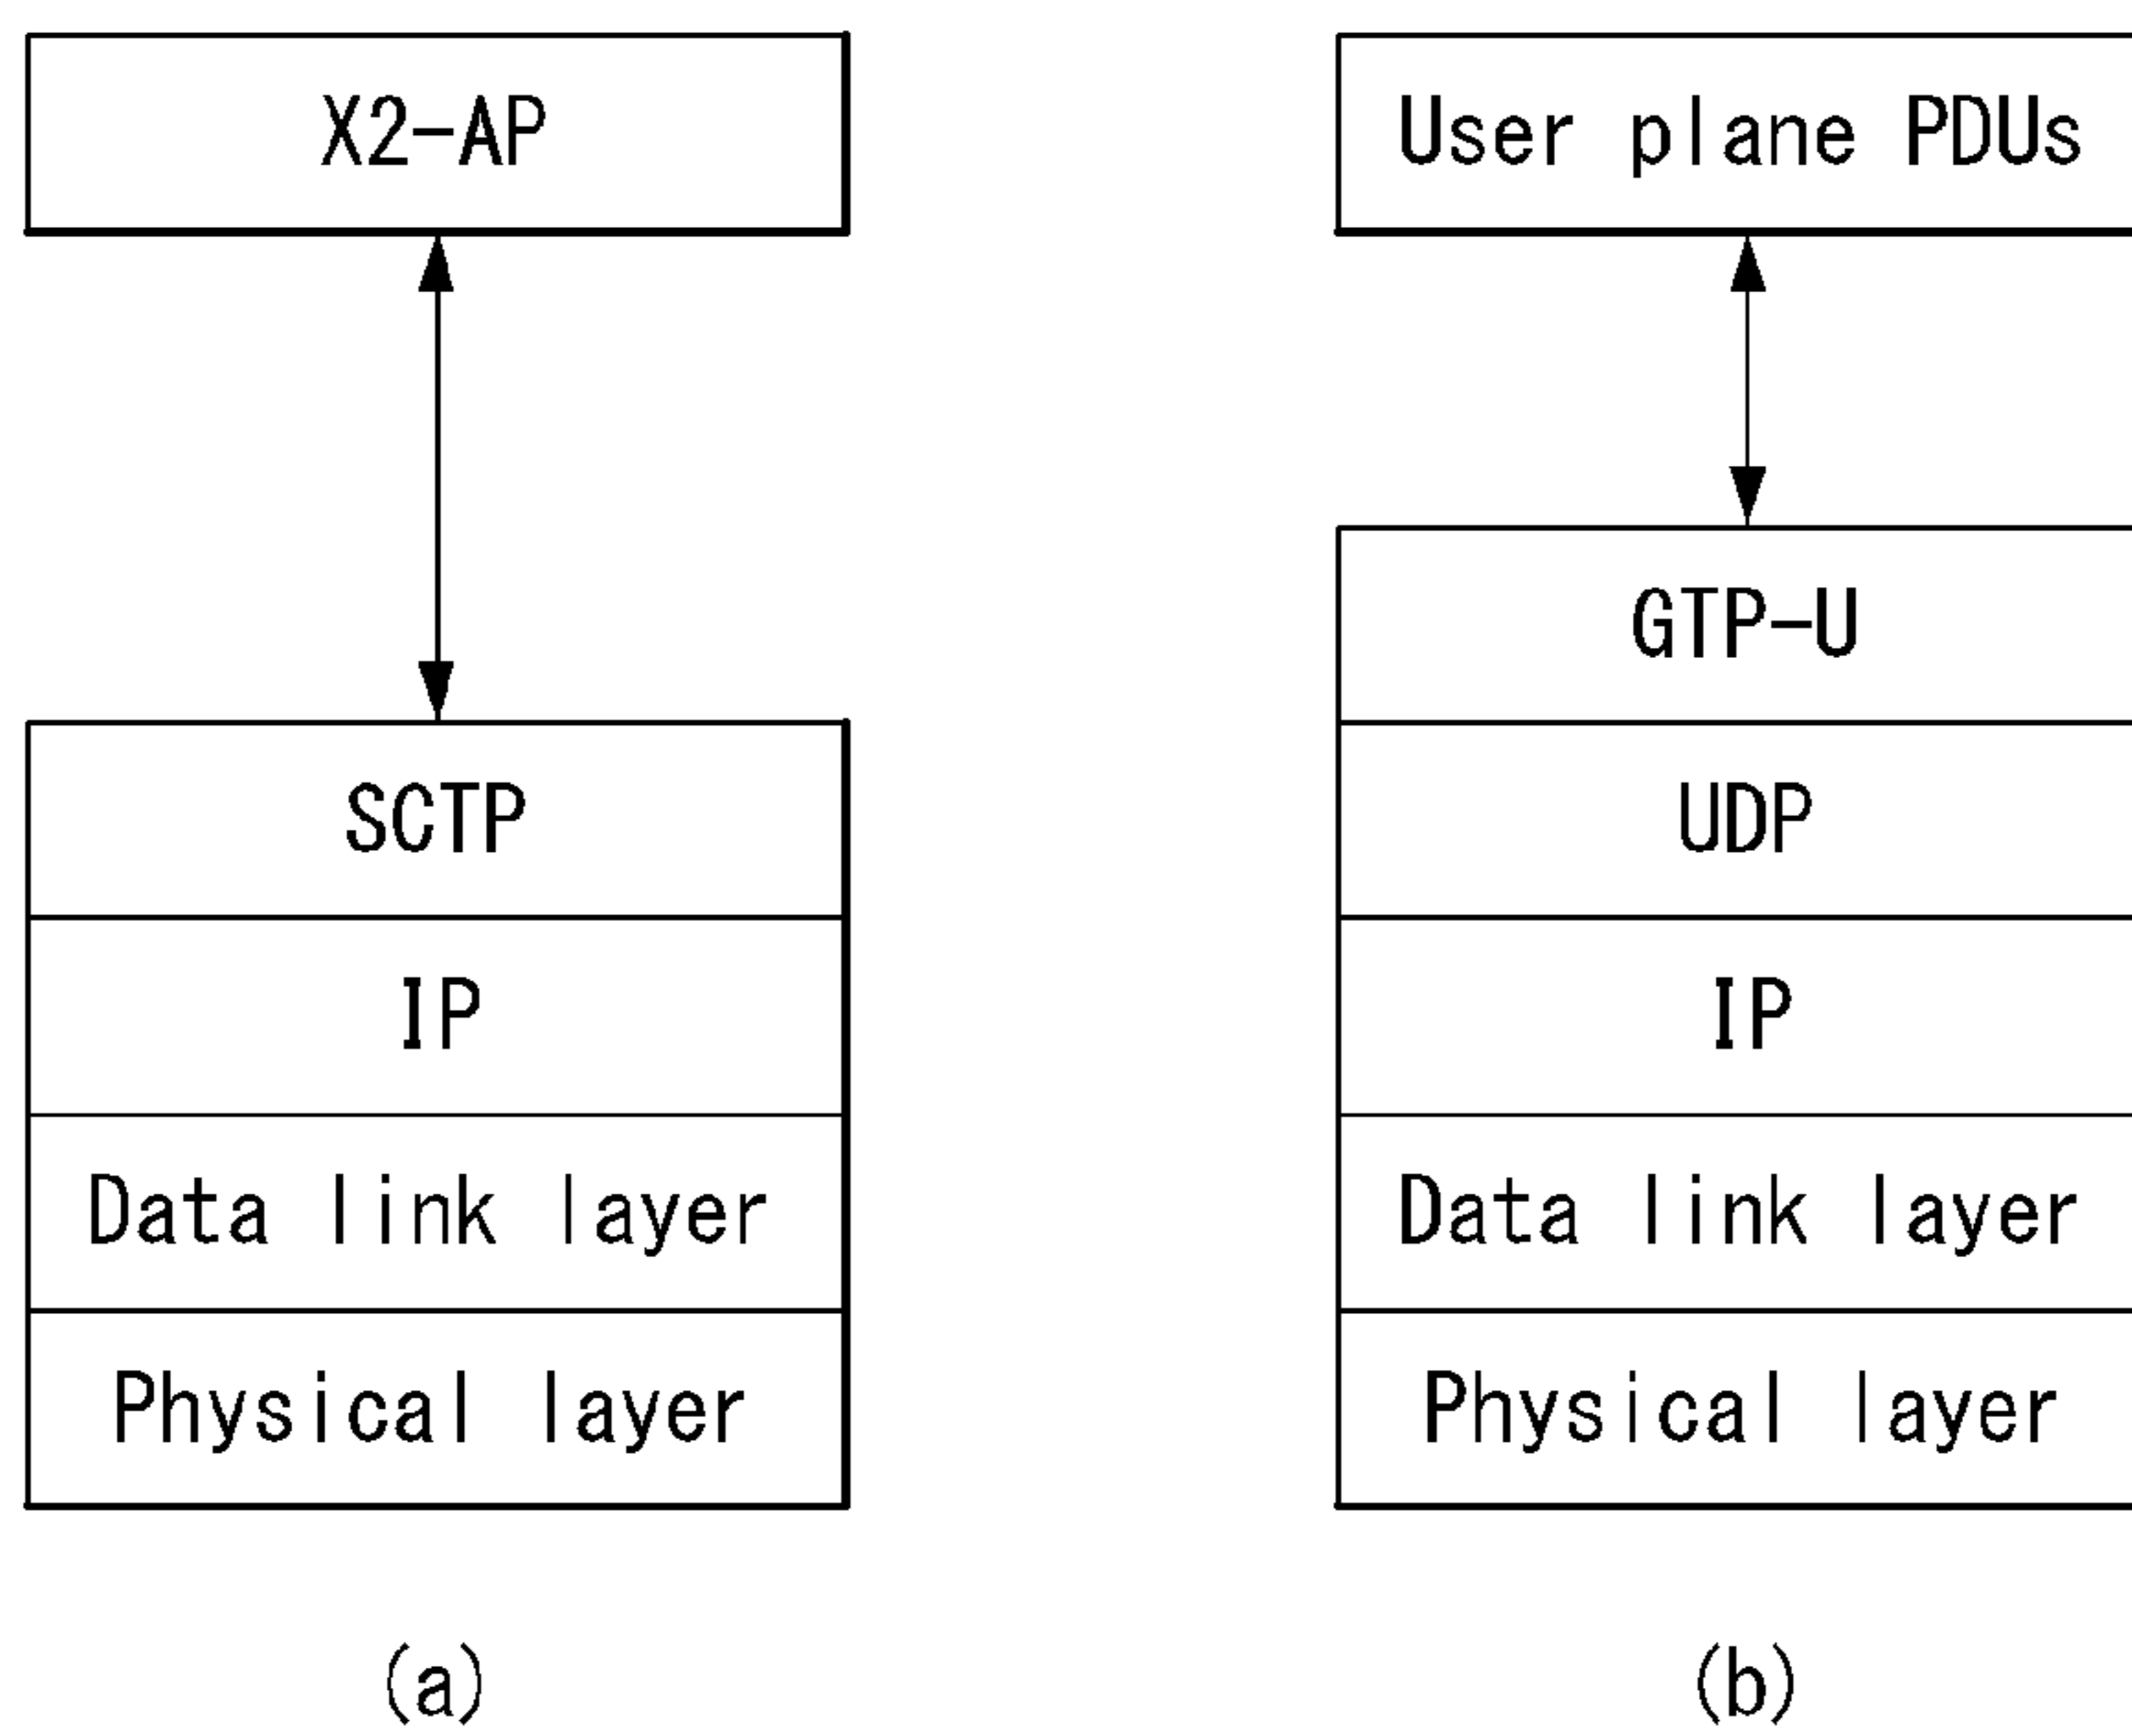 X2-AP
SCTP
IP
Data link layer
Physical layer
(a)
User plane PDUs
GTP-U
UDP
IP
Data link layer
Physical layer
(b)